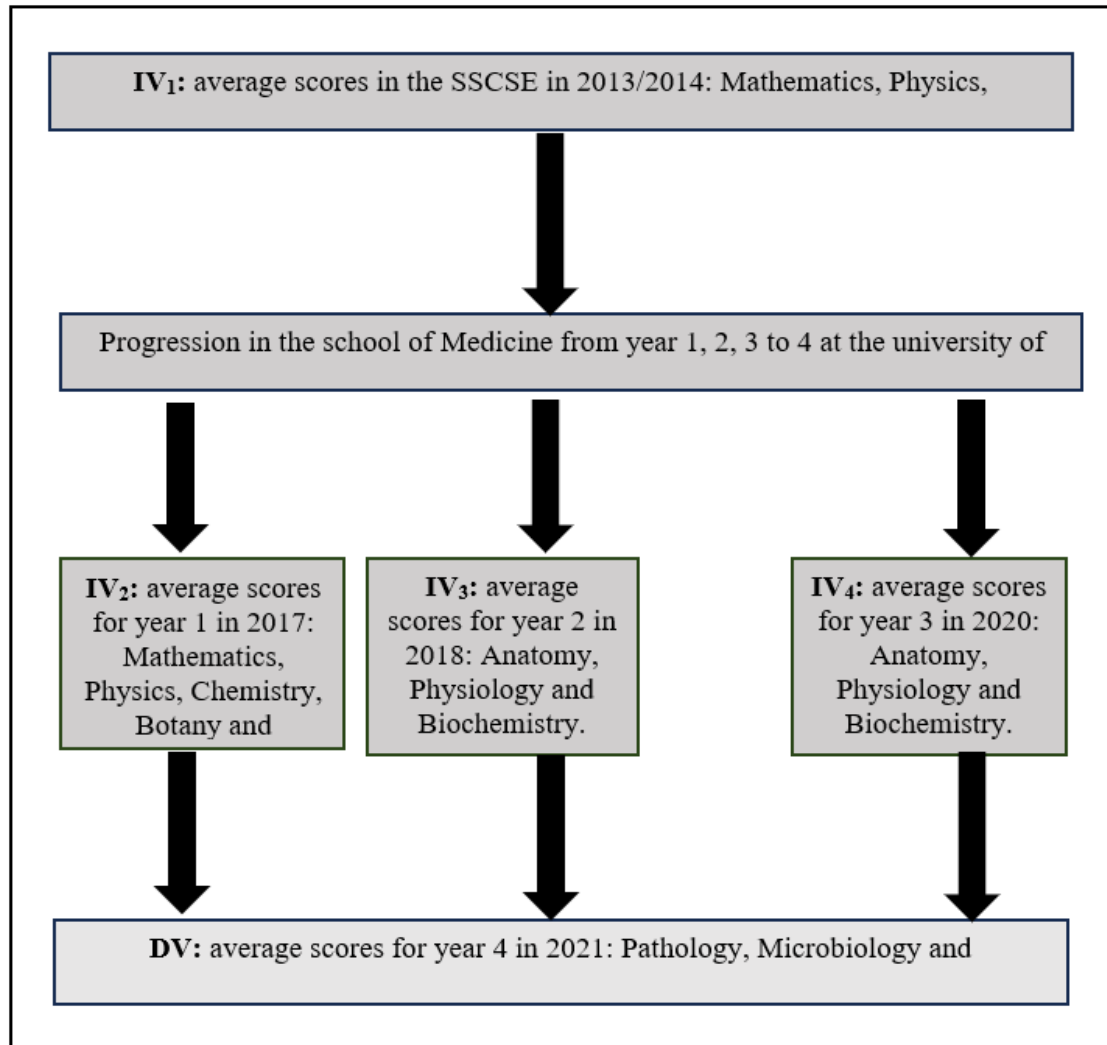 IV₁: average scores in the SSCSE in 2013/2014: Mathematics, Physics,
Progression in the school of Medicine from year 1, 2, 3 to 4 at the university of
IV₂: average scores
for year 1 in 2017:
Mathematics,
Physics, Chemistry,
Botany and
IV₃: average
scores for year 2 in
2018: Anatomy,
Physiology and
Biochemistry.
IV₄: average scores
for year 3 in 2020:
Anatomy,
Physiology and
Biochemistry.
DV: average scores for year 4 in 2021: Pathology, Microbiology and